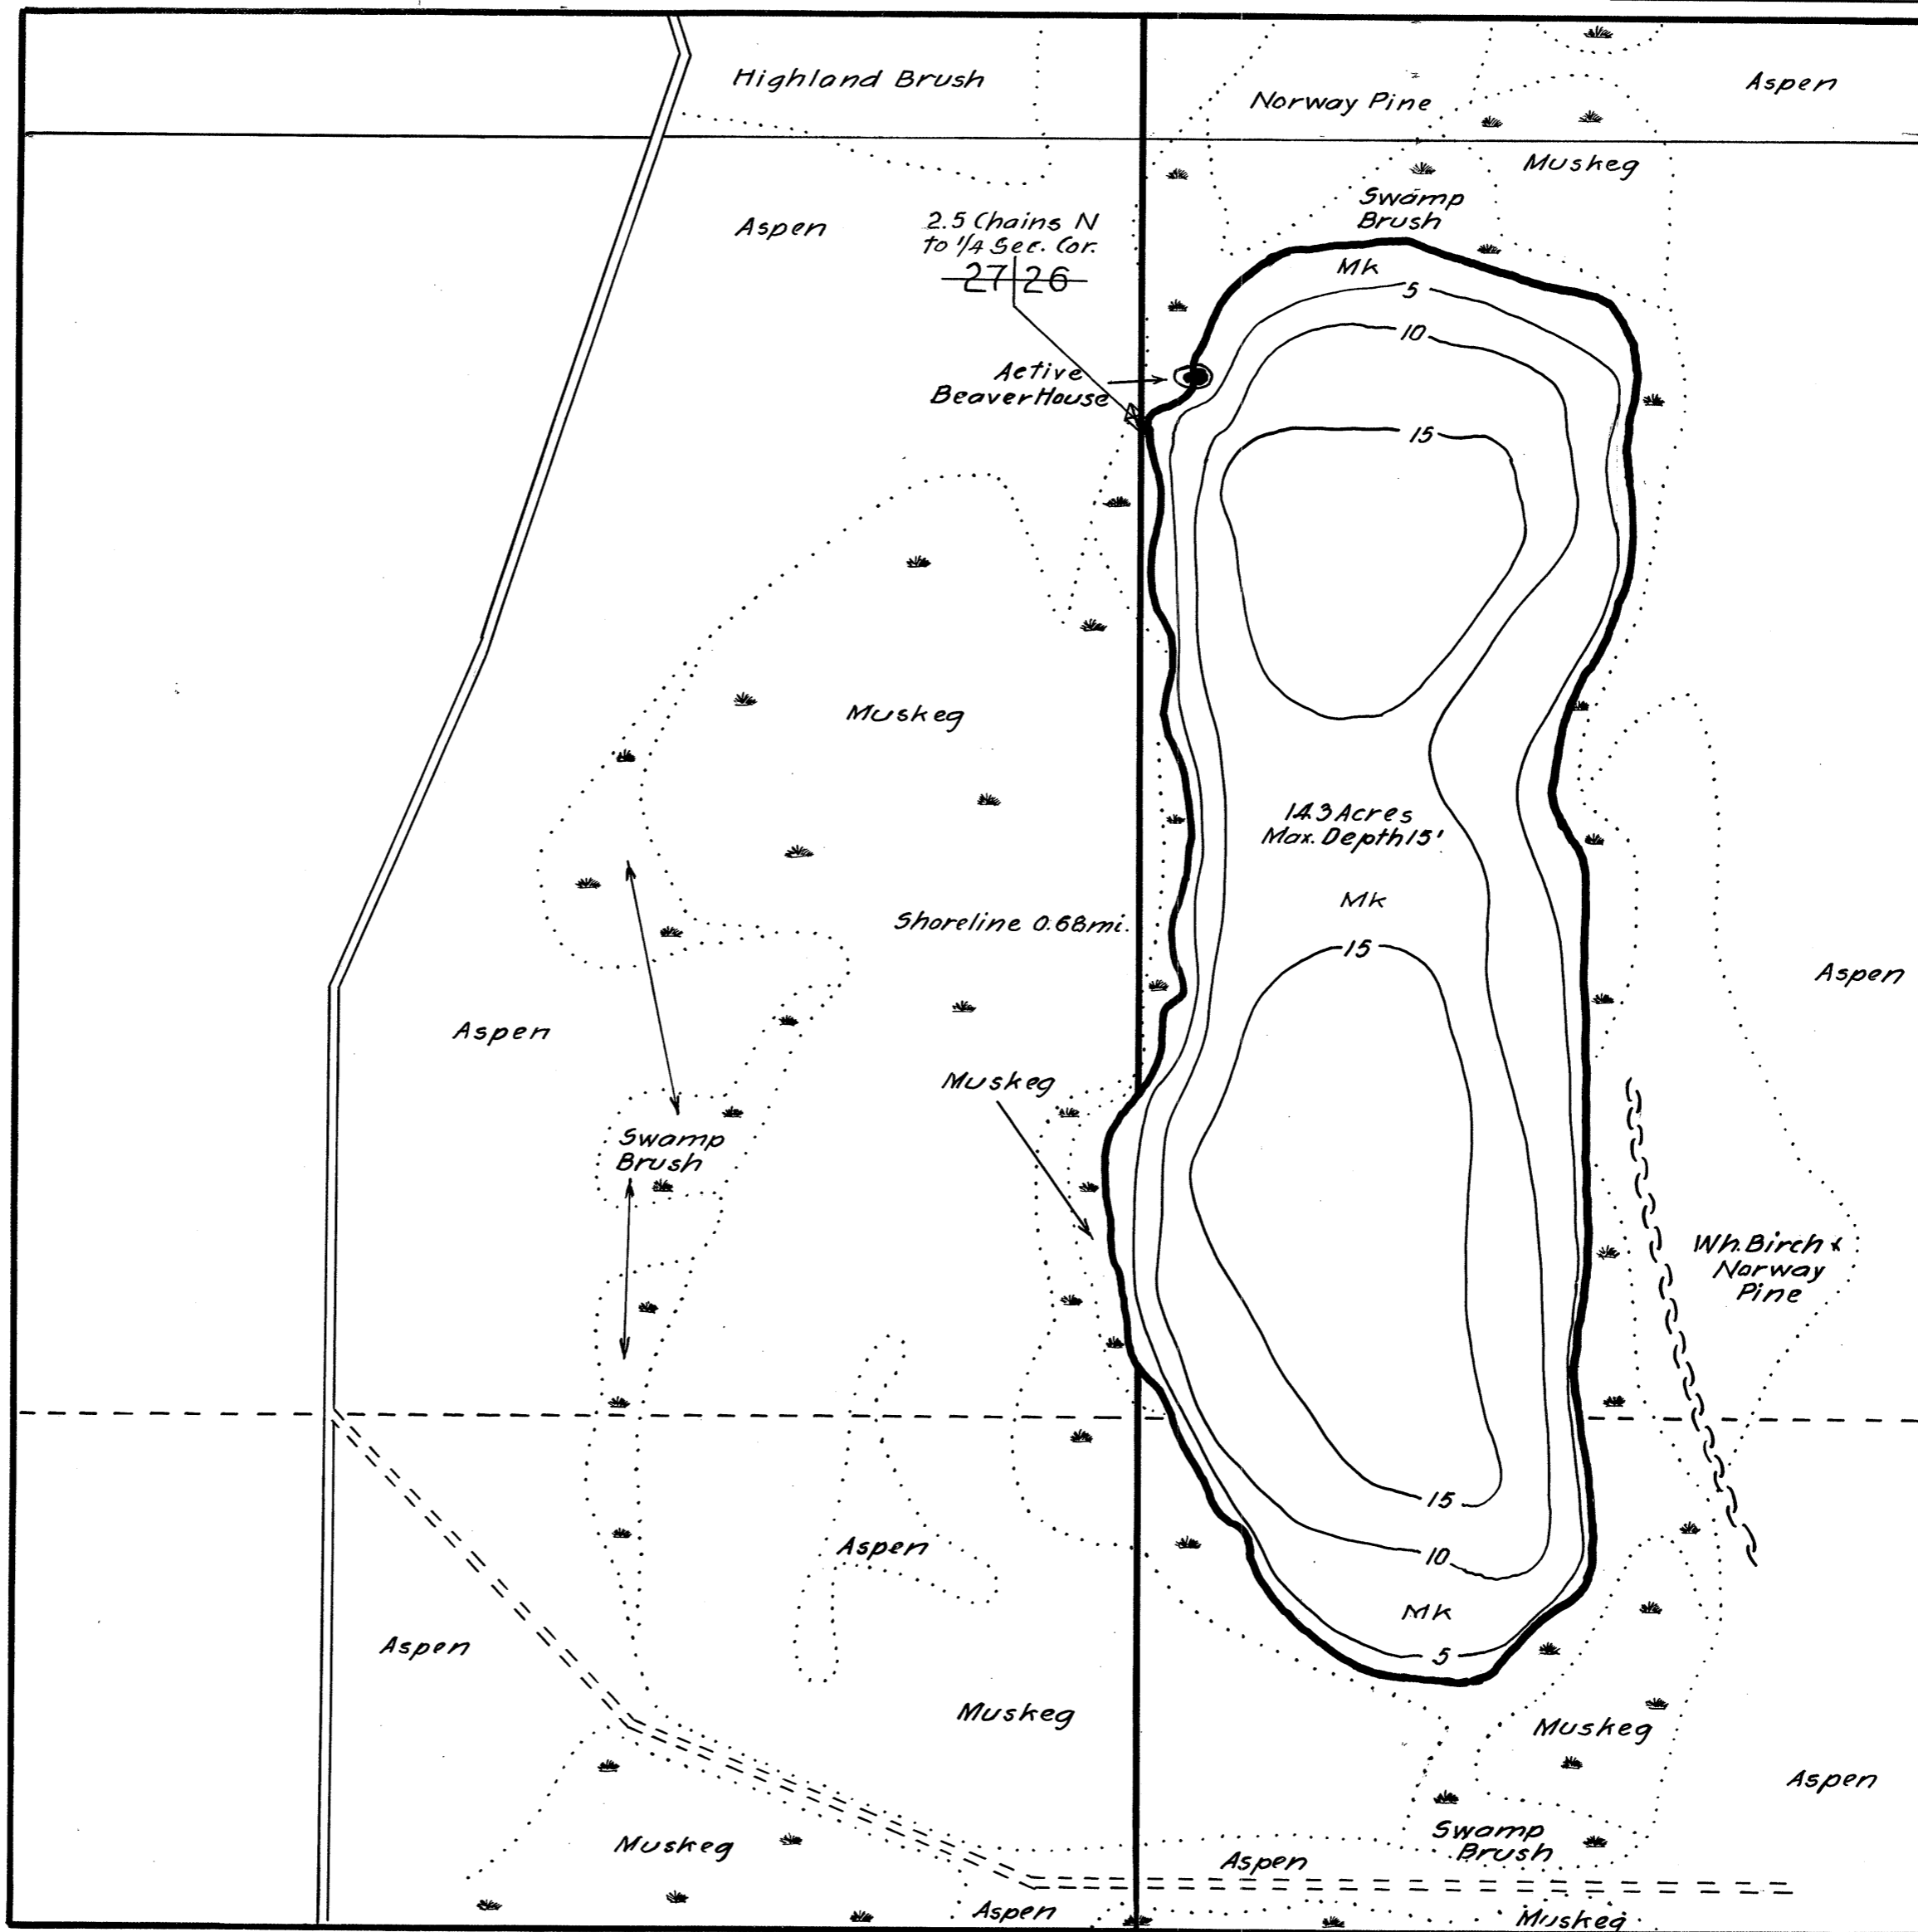 Highland Brush
Norway Pine
Aspen
Muskeg
Swamp
Brush
Aspen
2.5 Chains N
to 1/4 Sec. Cor.
27|26
Mk
5
10
Active
Beaver House
15
Muskeg
14.3 Acres
Max. Depth 15'
Mk
Shoreline 0.68mi.
15
Aspen
Aspen
Muskeg
Swamp
Brush
Wh. Birch &
Norway
Pine
15
Aspen
10
Mk
Aspen
5
Muskeg
Muskeg
Aspen
Swamp
Brush
Muskeg
Aspen
Aspen
Muskeg